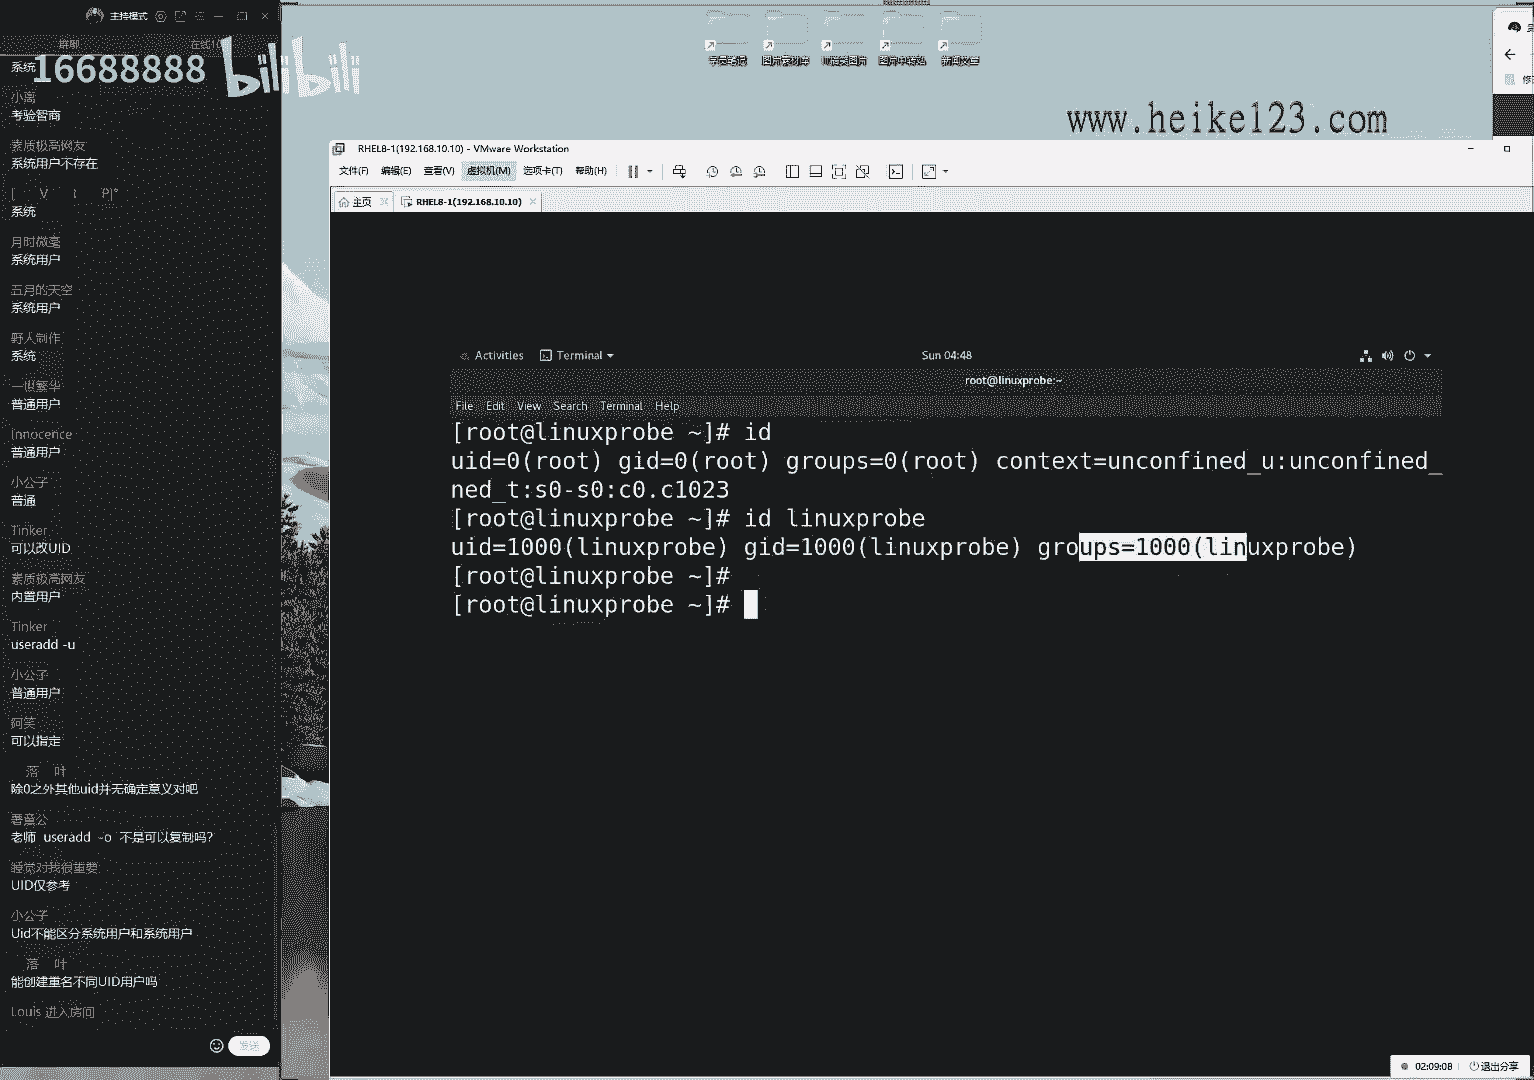 主持模式
16688888
bilibili
系统
小离
考验智商
素质极高网友
系统用户不存在
系统
月时微毫
系统用户
五月的天空
系统用户
野人制作
系统
一世繁华
普通用户
Innocence
普通用户
小公子
普通
Tinker
可以改UID
素质极高网友
内置用户
Tinker
useradd -u
小公子
普通用户
阿笑
可以指定
落 叶
除0之外其他uid并无确定意义对吧
老师 useradd -o 不是可以复制吗？
睡觉对我很重要
UID仅参考
小公子
Uid不能区分系统用户和系统用户
落 叶
能创建重名不同UID用户吗
Louis 进入房间
发送
www.heike123.com
RHEL8-1(192.168.10.10) - VMware Workstation
文件(F) 编辑(E) 查看(V) 虚拟机(M) 选项卡(T) 帮助(H)
主页 RHEL8-1(192.168.10.10)
Activities Terminal Sun 04:48
root@linuxprobe:~
File Edit View Search Terminal Help
[root@linuxprobe ~]# id
uid=0(root) gid=0(root) groups=0(root) context=unconfined_u:unconfined_
ned_t:s0-s0:c0.c1023
[root@linuxprobe ~]# id linuxprobe
uid=1000(linuxprobe) gid=1000(linuxprobe) groups=1000(linuxprobe)
[root@linuxprobe ~]#
[root@linuxprobe ~]#
02:09:08 退出分享